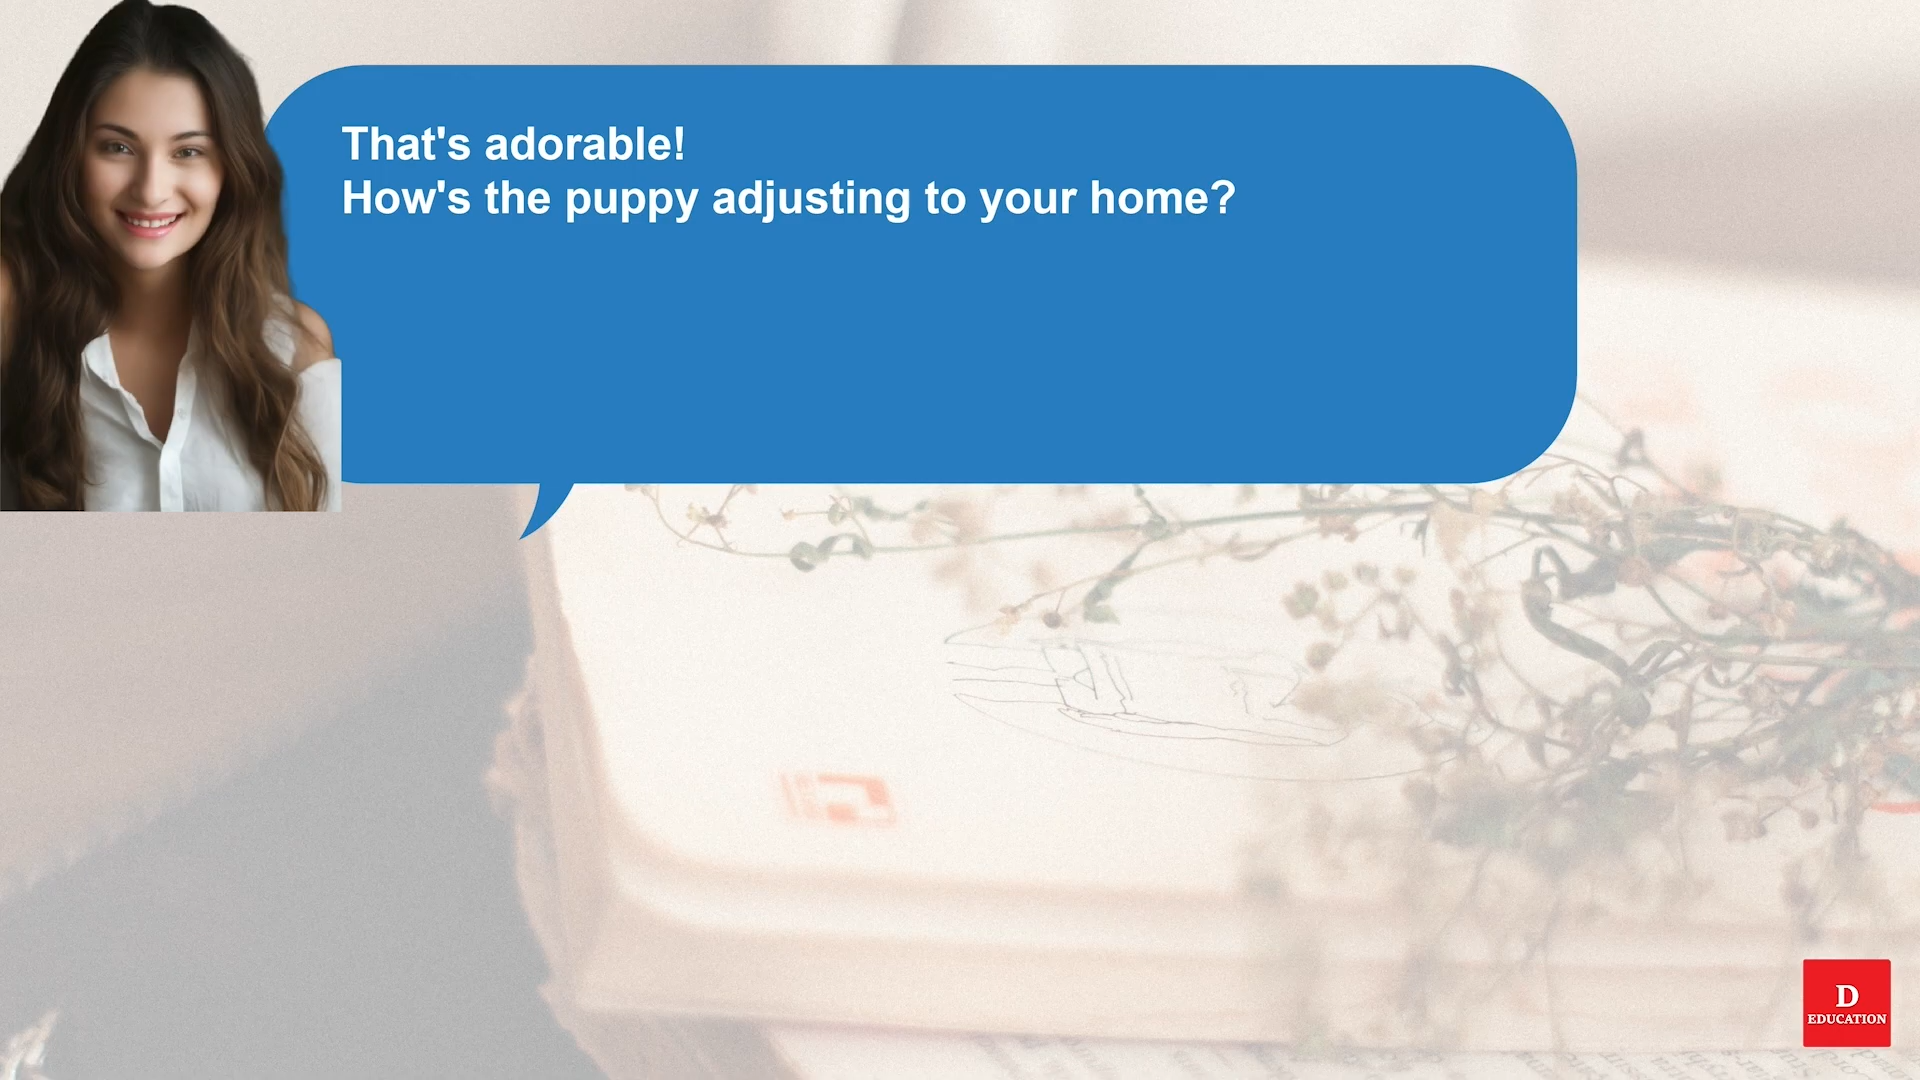 That's adorable!
How's the puppy adjusting to your home?
D
EDUCATION